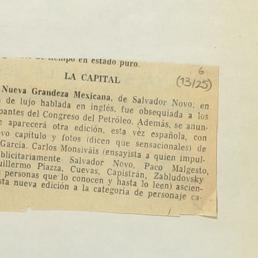 de tiempo en estado puro.
6
(13/25)
LA CAPITAL
Nueva Grandeza Mexicana, de Salvador Novo, en
de lujo hablada en inglés, fue obsequiada a los
pantes del Congreso del Petróleo. Además, se anun-
e aparecerá otra edición, esta vez española, con
vo capítulo y fotos (dicen que sensacionales) de
García. Carlos Monsiváis (ensayista a quien impul-
blicitariamente Salvador Novo, Paco Malgesto,
uillermo Piazza, Cuevas, Capistrán, Zabludovsky
personas que lo conocen y hasta lo leen) ascien-
sta nueva edición a la categoría de personaje ca-